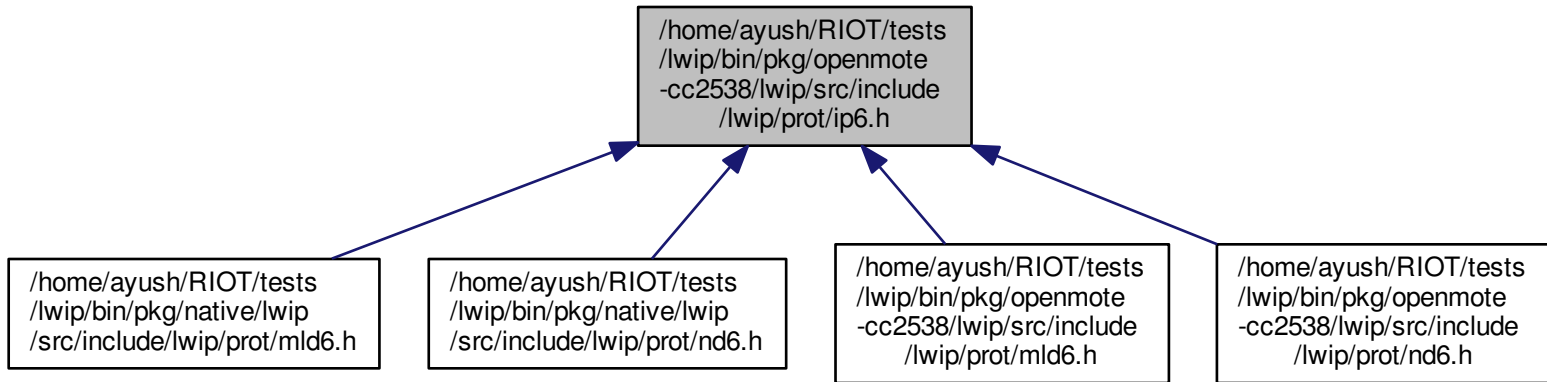 /home/ayush/RIOT/tests
/lwip/bin/pkg/openmote
-cc2538/lwip/src/include
/lwip/prot/ip6.h
/home/ayush/RIOT/tests
/lwip/bin/pkg/native/lwip
/src/include/lwip/prot/mld6.h
/home/ayush/RIOT/tests
/lwip/bin/pkg/native/lwip
/src/include/lwip/prot/nd6.h
/home/ayush/RIOT/tests
/lwip/bin/pkg/openmote
-cc2538/lwip/src/include
/lwip/prot/mld6.h
/home/ayush/RIOT/tests
/lwip/bin/pkg/openmote
-cc2538/lwip/src/include
/lwip/prot/nd6.h